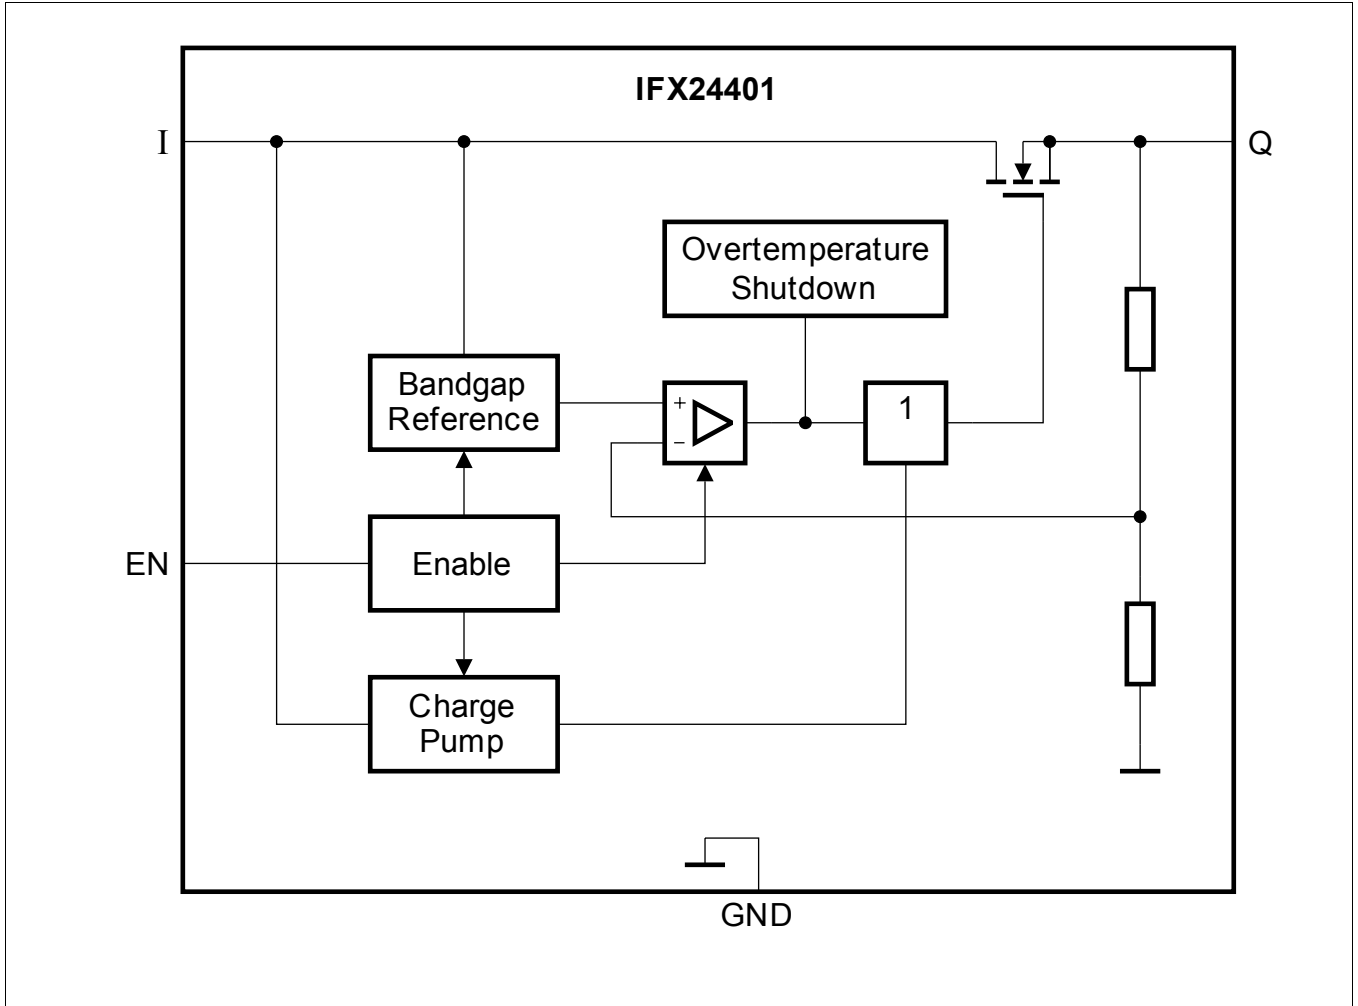 IFX24401
I
Q
Overtemperature
Shutdown
Bandgap
Reference
+
−
1
EN
Enable
Charge
Pump
GND